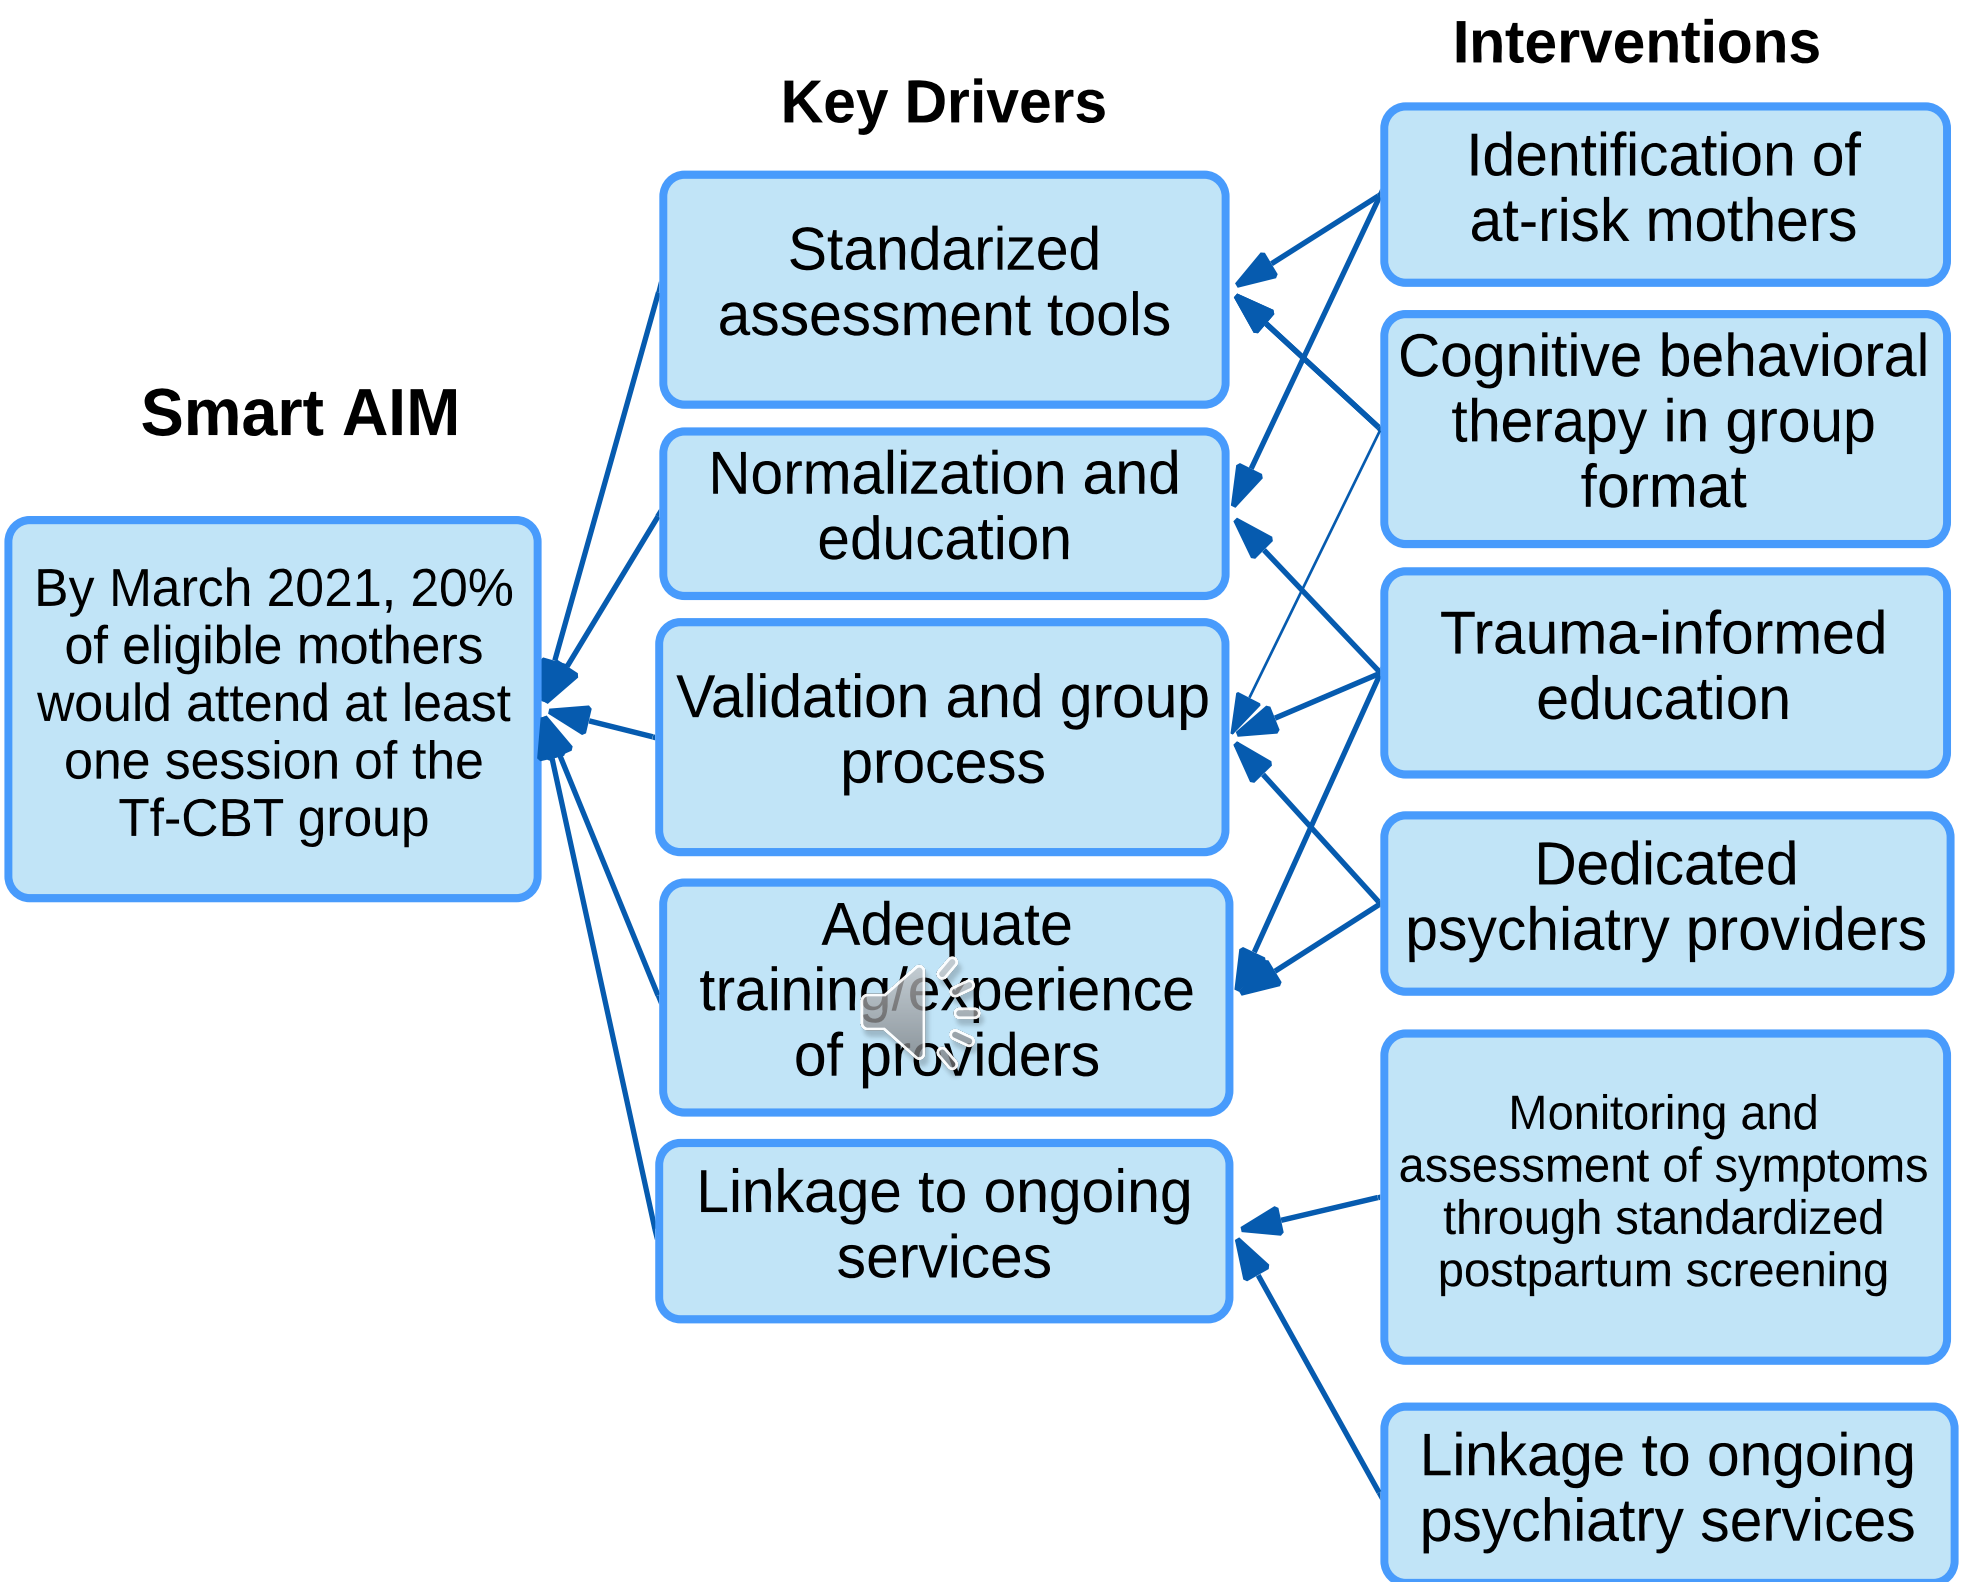 Smart AIM
By March 2021, 20%
of eligible mothers
would attend at least
one session of the
Tf-CBT group
Key Drivers
Standarized
assessment tools
Normalization and
education
Validation and group
process
Adequate
training/experience
of providers
Linkage to ongoing
services
Interventions
Identification of
at-risk mothers
Cognitive behavioral
therapy in group
format
Trauma-informed
education
Dedicated
psychiatry providers
Monitoring and
assessment of symptoms
through standardized
postpartum screening
Linkage to ongoing
psychiatry services